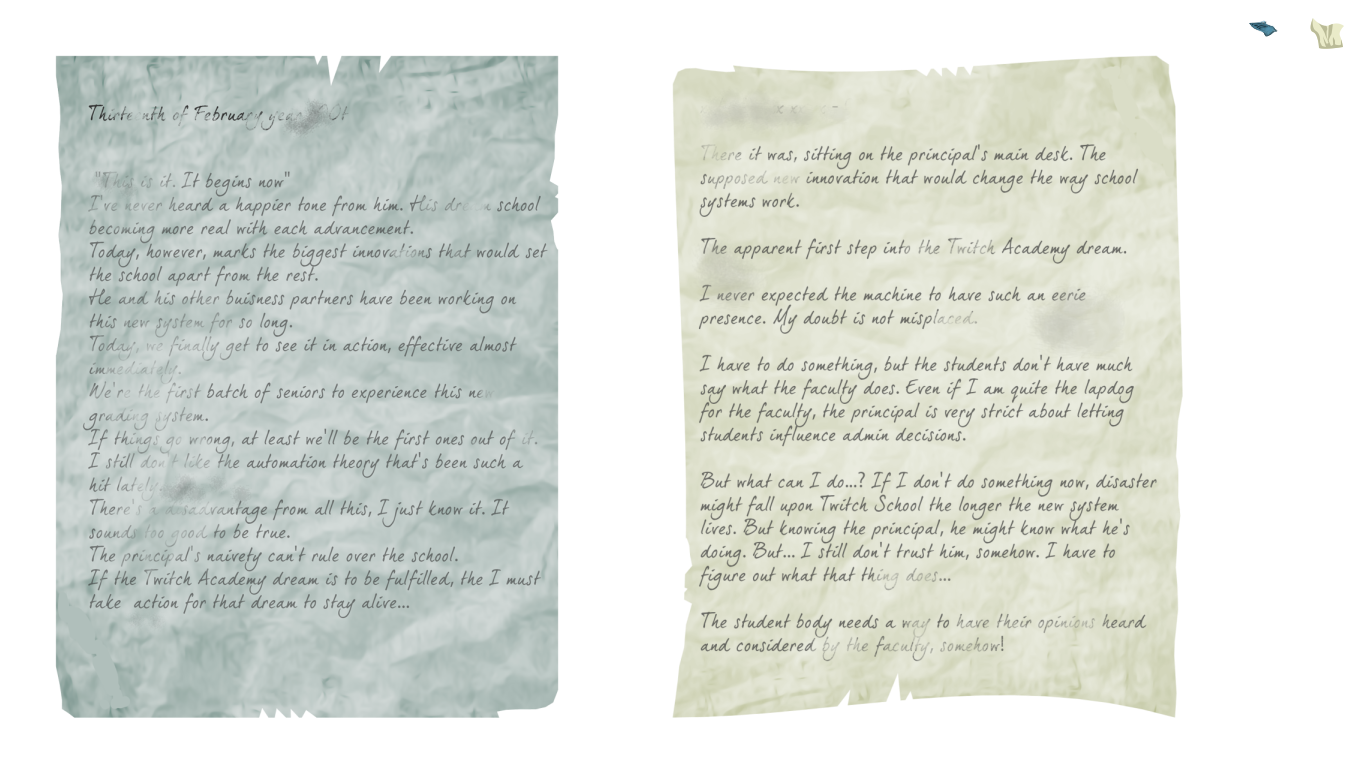 Thirteenth of February year
"This is it. It begins now"
I've never heard a happier tone from him. His dream school
becoming more real with each advancement.
Today, however, marks the biggest innovations that would set
the school apart from the rest.
He and his other buisness partners have been working on
this new system for so long.
Today, we finally get to see it in action, effective almost
immediately.
We're the first batch of seniors to experience this new
grading system.
If things go wrong, at least we'll be the first ones out of it.
I still don't like the automation theory that's been such a
hit lately.
There's a disadvantage from all this, I just know it. It
sounds too good to be true.
The principal's naivety can't rule over the school.
If the Twitch Academy dream is to be fulfilled, the I must
take action for that dream to stay alive...
There it was, sitting on the principal's main desk. The
supposed new innovation that would change the way school
systems work.
The apparent first step into the Twitch Academy dream.
I never expected the machine to have such an eerie
presence. My doubt is not misplaced.
I have to do something, but the students don't have much
say what the faculty does. Even if I am quite the lapdog
for the faculty, the principal is very strict about letting
students influence admin decisions.
But what can I do...? If I don't do something now, disaster
might fall upon Twitch School the longer the new system
lives. But knowing the principal, he might know what he's
doing. But... I still don't trust him, somehow. I have to
figure out what that thing does...
The student body needs a way to have their opinions heard
and considered by the faculty, somehow!